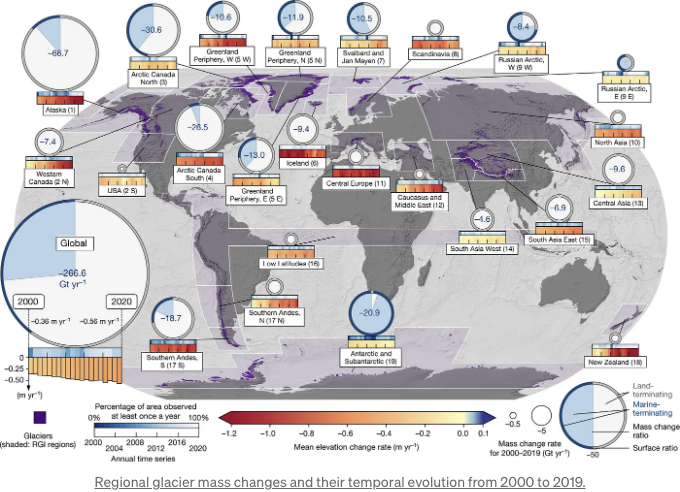 −66.7
Alaska (1)
−30.6
Arctic Canada
North (3)
−10.6
Greenland
Periphery, W (5 W)
−11.9
Greenland
Periphery, N (5 N)
−10.5
Svalbard and
Jan Mayen (7)
Scandinavia (8)
−8.4
Russian Arctic,
W (9 W)
Russian Arctic,
E (9 E)
−7.4
Western
Canada (2 N)
USA (2 S)
−26.5
Arctic Canada
South (4)
−13.0
Greenland
Periphery, E (5 E)
−9.4
Iceland (6)
Central Europe (11)
Caucasus and
Middle East (12)
North Asia (10)
−9.6
Central Asia (13)
−4.6
South Asia West (14)
−6.9
South Asia East (15)
Global
−266.6
Gt yr⁻¹
2000
2020
−0.36 m yr⁻¹
−0.56 m yr⁻¹
0
−0.25
−0.50
(m yr⁻¹)
Low Latitudes (16)
Southern Andes,
N (17 N)
−18.7
Southern Andes,
S (17 S)
−20.9
Antarctic and
Subantarctic (19)
New Zealand (18)
Glaciers
(shaded: RGI regions)
Percentage of area observed
at least once a year
0% 100%
2000 2004 2008 2012 2016 2020
Annual time series
−1.2 −1.0 −0.8 −0.6 −0.4 −0.2 0.0 0.1
Mean elevation change rate (m yr⁻¹)
−0.5
−5
Mass change rate
for 2000–2019 (Gt yr⁻¹)
−50
Land-
terminating
Marine-
terminating
Mass change
ratio
Surface ratio
Regional glacier mass changes and their temporal evolution from 2000 to 2019.